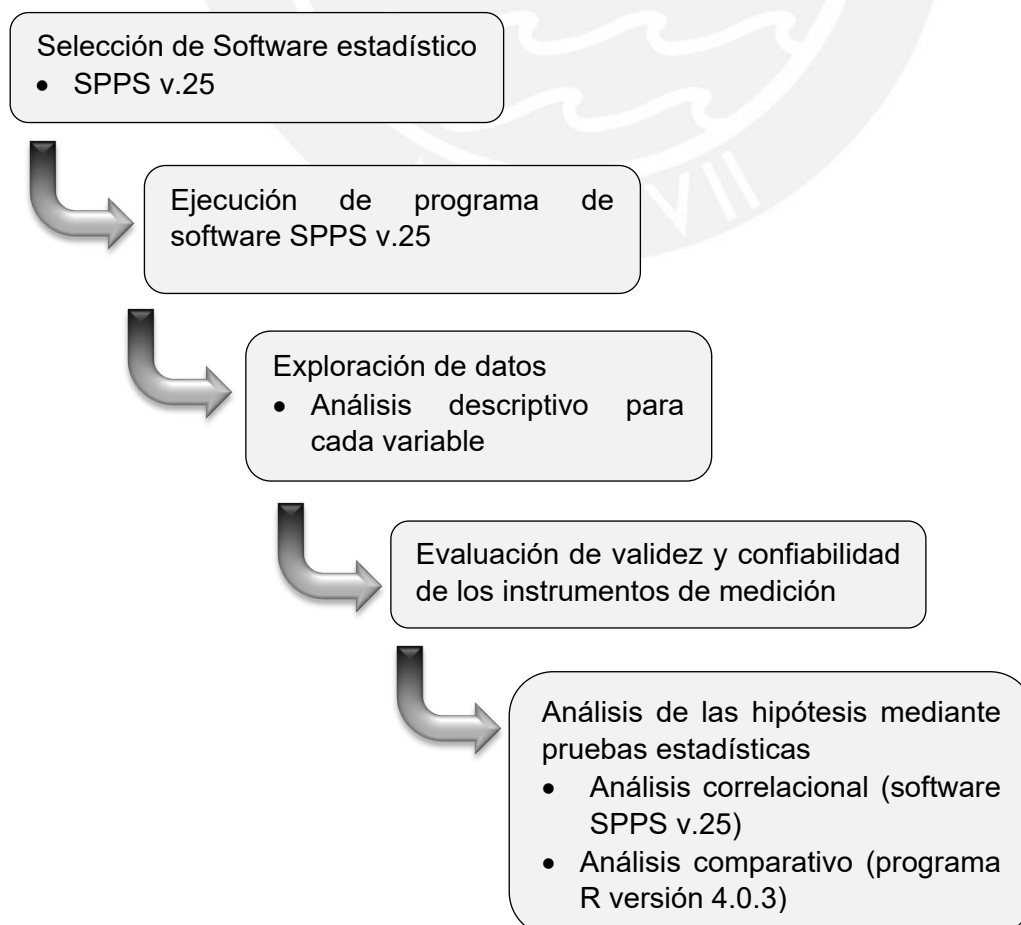 Selección de Software estadístico
• SPPS v.25
Ejecución de programa de
software SPPS v.25
Exploración de datos
• Análisis descriptivo para
cada variable
Evaluación de validez y confiabilidad
de los instrumentos de medición
Análisis de las hipótesis mediante
pruebas estadísticas
• Análisis correlacional (software
SPPS v.25)
• Análisis comparativo (programa
R versión 4.0.3)